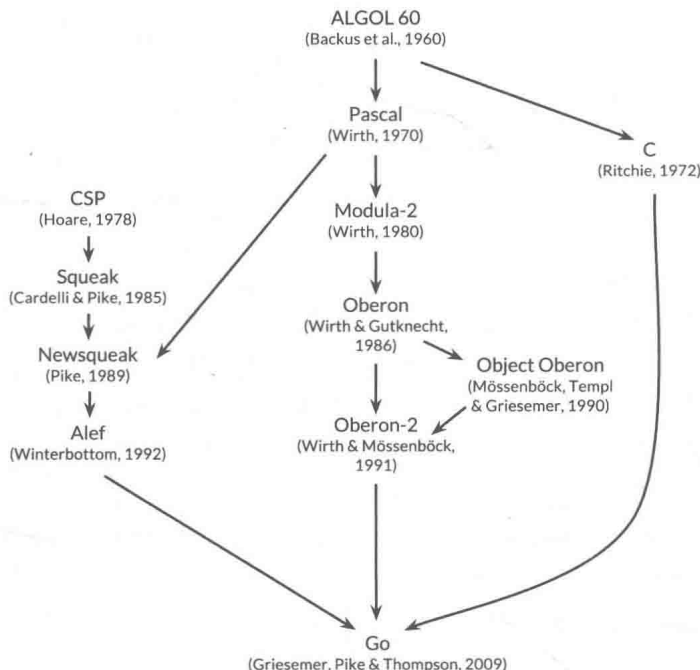 ALGOL 60
(Backus et al., 1960)
Pascal
(Wirth, 1970)
C
(Ritchie, 1972)
CSP
(Hoare, 1978)
Modula-2
(Wirth, 1980)
Squeak
(Cardelli & Pike, 1985)
Oberon
(Wirth & Gutknecht,
1986)
Newsqueak
(Pike, 1989)
Object Oberon
(Mössenböck, Templ
& Griesemer, 1990)
Alef
(Winterbottom, 1992)
Oberon-2
(Wirth & Mössenböck,
1991)
Go
(Griesemer, Pike & Thompson, 2009)